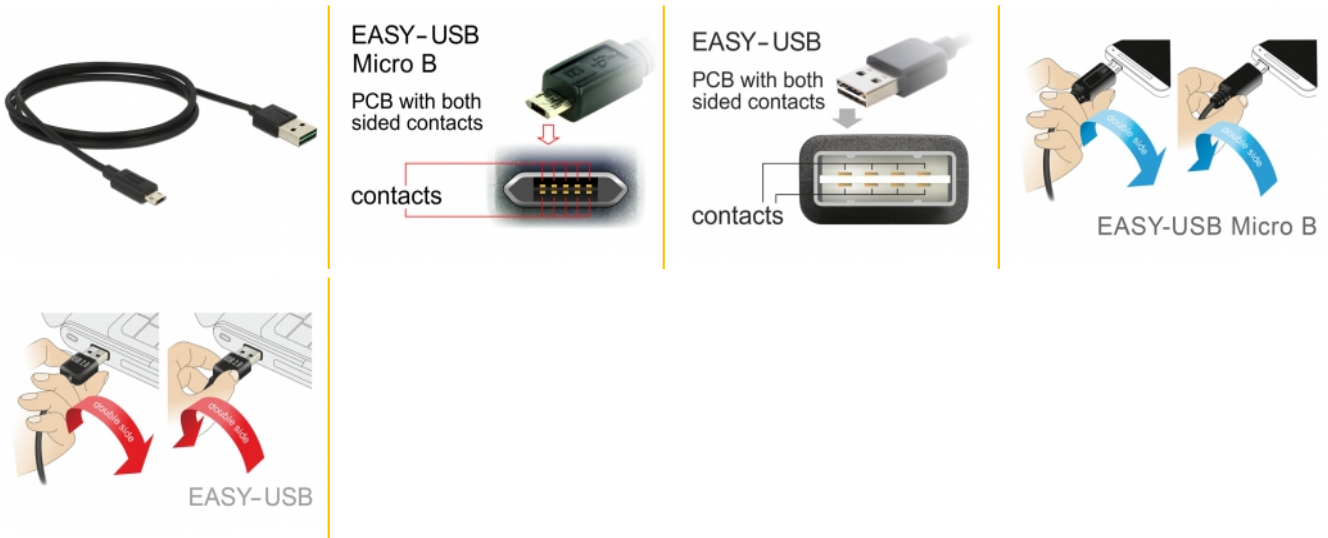 EASY-USB
Micro B
PCB with both
sided contacts
contacts
EASY-USB
PCB with both
sided contacts
contacts
double side
double side
EASY-USB Micro B
double side
double side
EASY-USB